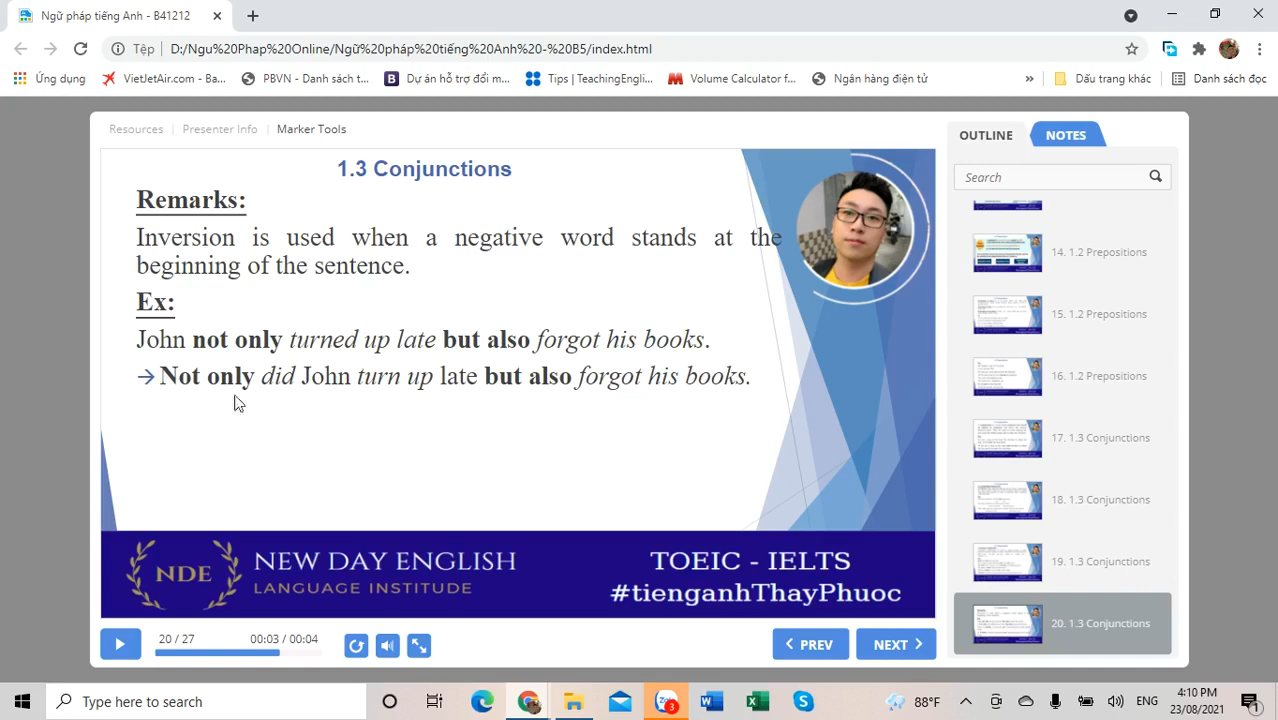 Ngữ pháp tiếng Anh - B41212
Tệp
D:/Ngu%20Phap%20Online/Ngữ%20pháp%20tiếng%20Anh%20-%20B5/index.html
Ứng dụng
VietJetAir.com - Ba...
PBVN - Danh sách t...
Dự án hỗ trợ đổi m...
Tips | TeachingEngli...
Volume Calculator f...
Ngân hàng điện tử
»
Dấu trang khác
Danh sách đọc
Resources
Presenter Info
Marker Tools
1.3 Conjunctions
Remarks:
Inversion is used when a negative word stands at the
beginning of the sentence.
Ex:
John not only turned up late but also forgot his books.
→ Not only did John turn up late but also forgot his books.
NDE
NEW DAY ENGLISH
LANGUAGE INSTITUTE
TOEIC - IELTS
#tienganhThayPhuoc
20 / 27
00:03 / 00:04
PREV
NEXT
OUTLINE
NOTES
Search
14. 1.2 Prepositions
15. 1.2 Prepositions
16. 1.2 Prepositions
17. 1.3 Conjunctions
18. 1.3 Conjunctions
19. 1.3 Conjunctions
20. 1.3 Conjunctions
Type here to search
3
88°F
ENG
4:10 PM
23/08/2021
1